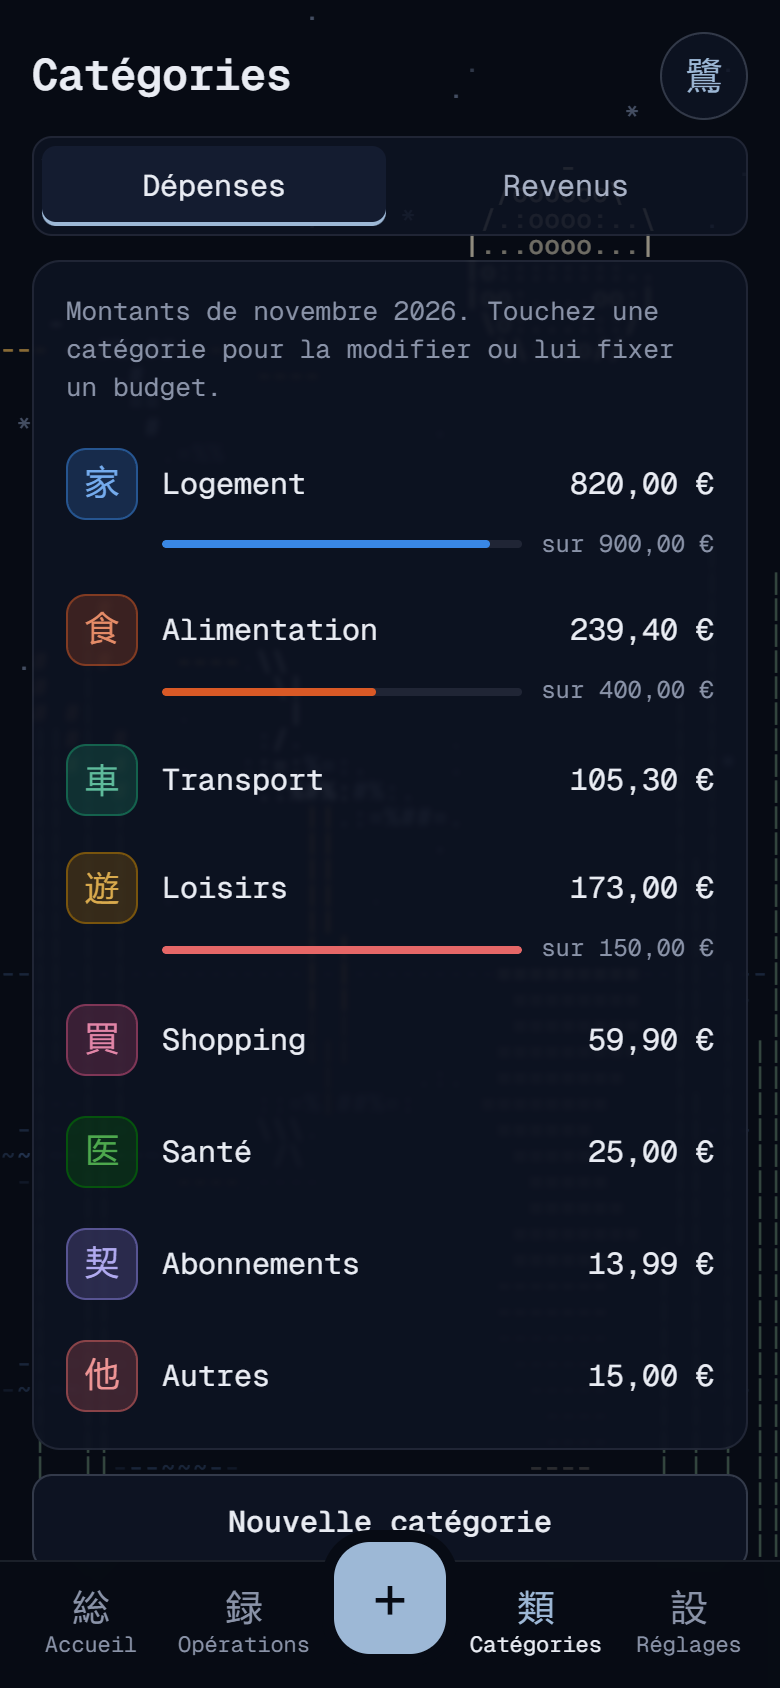 Catégories
鷺
Dépenses
Revenus
Montants de novembre 2026. Touchez une
catégorie pour la modifier ou lui fixer
un budget.
家 Logement 820,00 €
sur 900,00 €
食 Alimentation 239,40 €
sur 400,00 €
車 Transport 105,30 €
遊 Loisirs 173,00 €
sur 150,00 €
買 Shopping 59,90 €
医 Santé 25,00 €
契 Abonnements 13,99 €
他 Autres 15,00 €
Nouvelle catégorie
総 録 + 類 設
Accueil Opérations Catégories Réglages